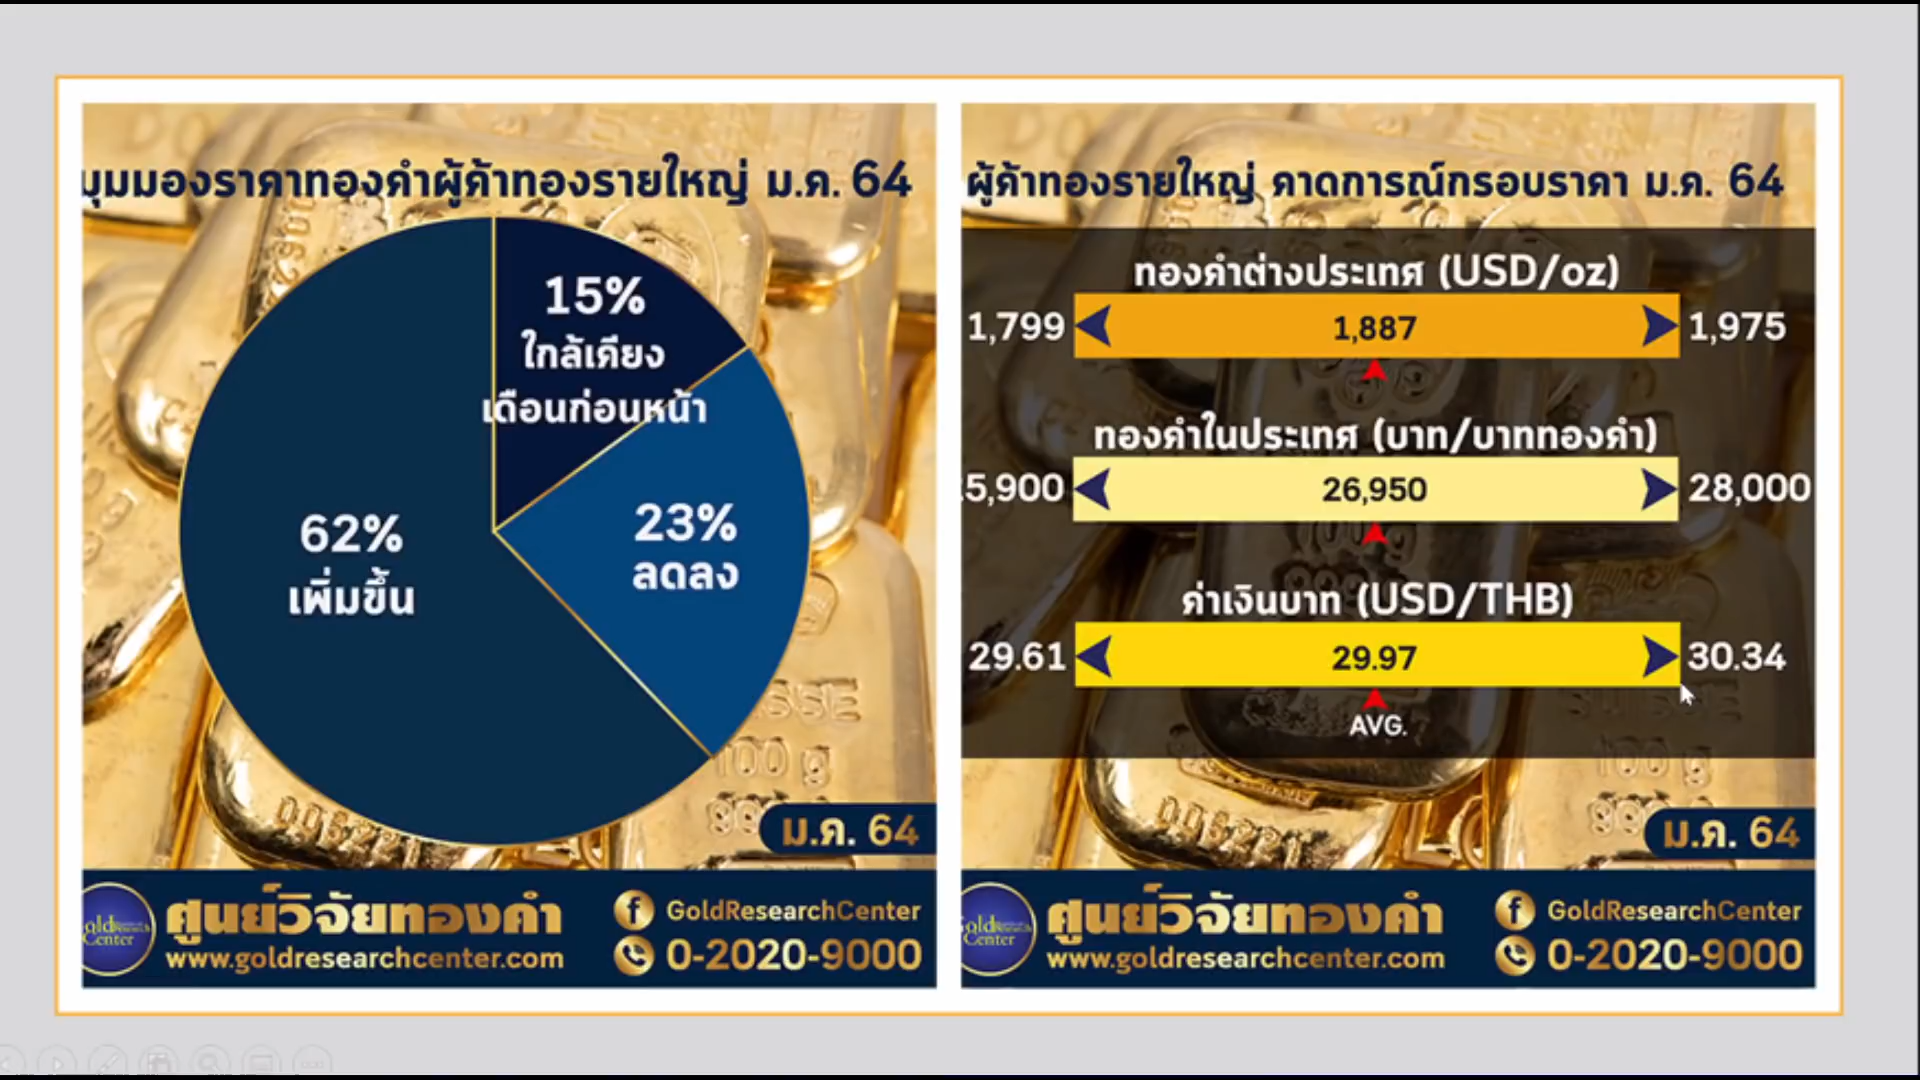 มุมมองราคาทองคำผู้ค้าทองรายใหญ่ ม.ค. 64
15%
ใกล้เคียง
เดือนก่อนหน้า
23%
ลดลง
62%
เพิ่มขึ้น
ม.ค. 64
Gold
Center
ศูนย์วิจัยทองคำ
www.goldresearchcenter.com
GoldResearchCenter
0-2020-9000
ผู้ค้าทองรายใหญ่ คาดการณ์กรอบราคา ม.ค. 64
ทองคำต่างประเทศ (USD/oz)
1,799 1,887 1,975
ทองคำในประเทศ (บาท/บาททองคำ)
5,900 26,950 28,000
ค่าเงินบาท (USD/THB)
29.61 29.97 30.34
AVG.
ม.ค. 64
Gold
Center
ศูนย์วิจัยทองคำ
www.goldresearchcenter.com
GoldResearchCenter
0-2020-9000